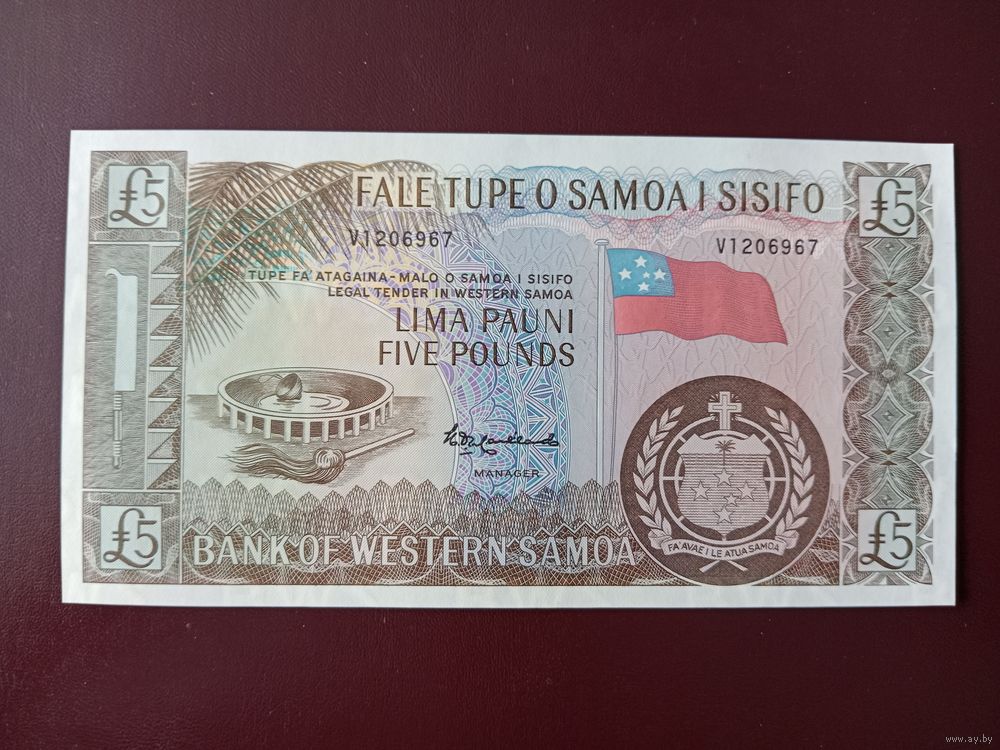 £5
£5
FALE TUPE O SAMOA I SISIFO
V1206967
V1206967
TUPE FA'ATAGAINA-MALO O SAMOA I SISIFO
LEGAL TENDER IN WESTERN SAMOA
LIMA PAUNI
FIVE POUNDS
MANAGER
FA'AVAE I LE ATUA SAMOA
£5
BANK OF WESTERN SAMOA
£5
www.ay.by